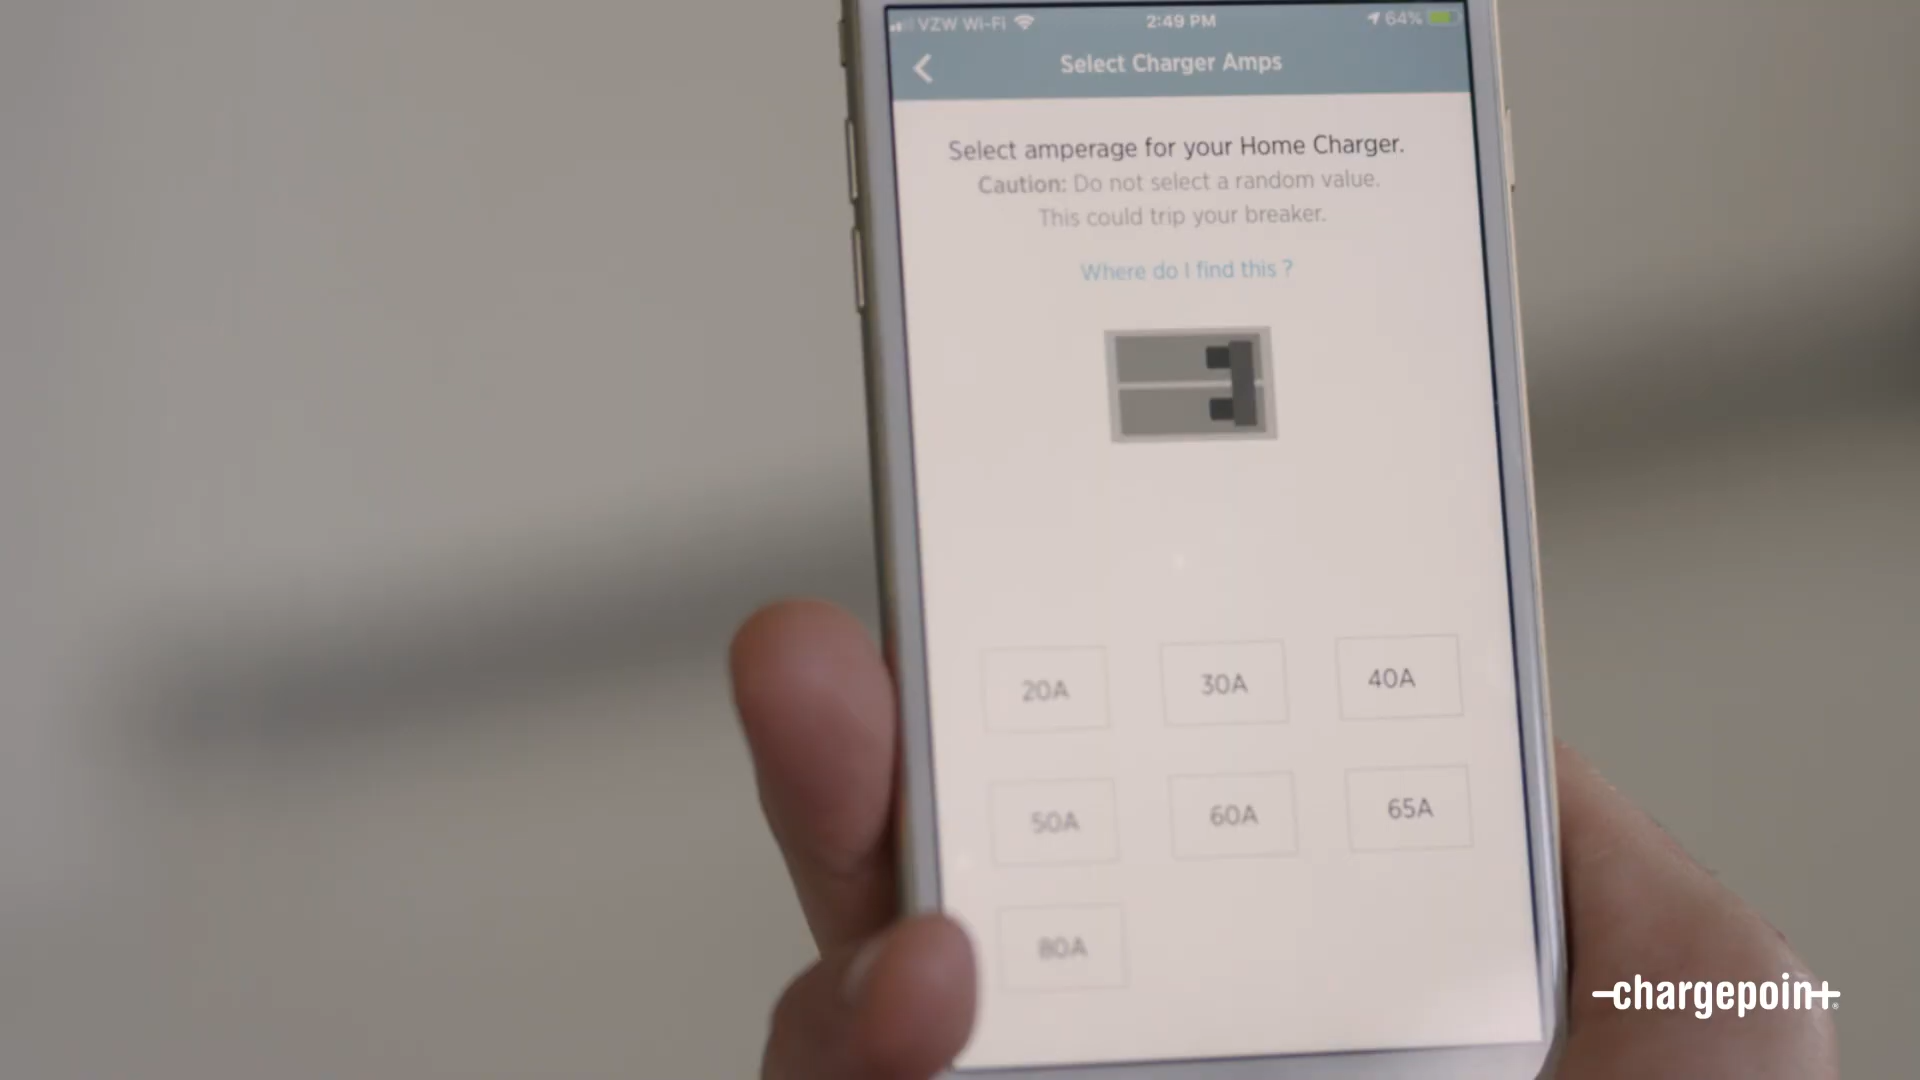 VZW Wi-Fi 2:49 PM 64%
Select Charger Amps
Select amperage for your Home Charger.
Caution: Do not select a random value.
This could trip your breaker.
Where do I find this ?
20A 30A 40A
50A 60A 65A
80A
chargepoin+